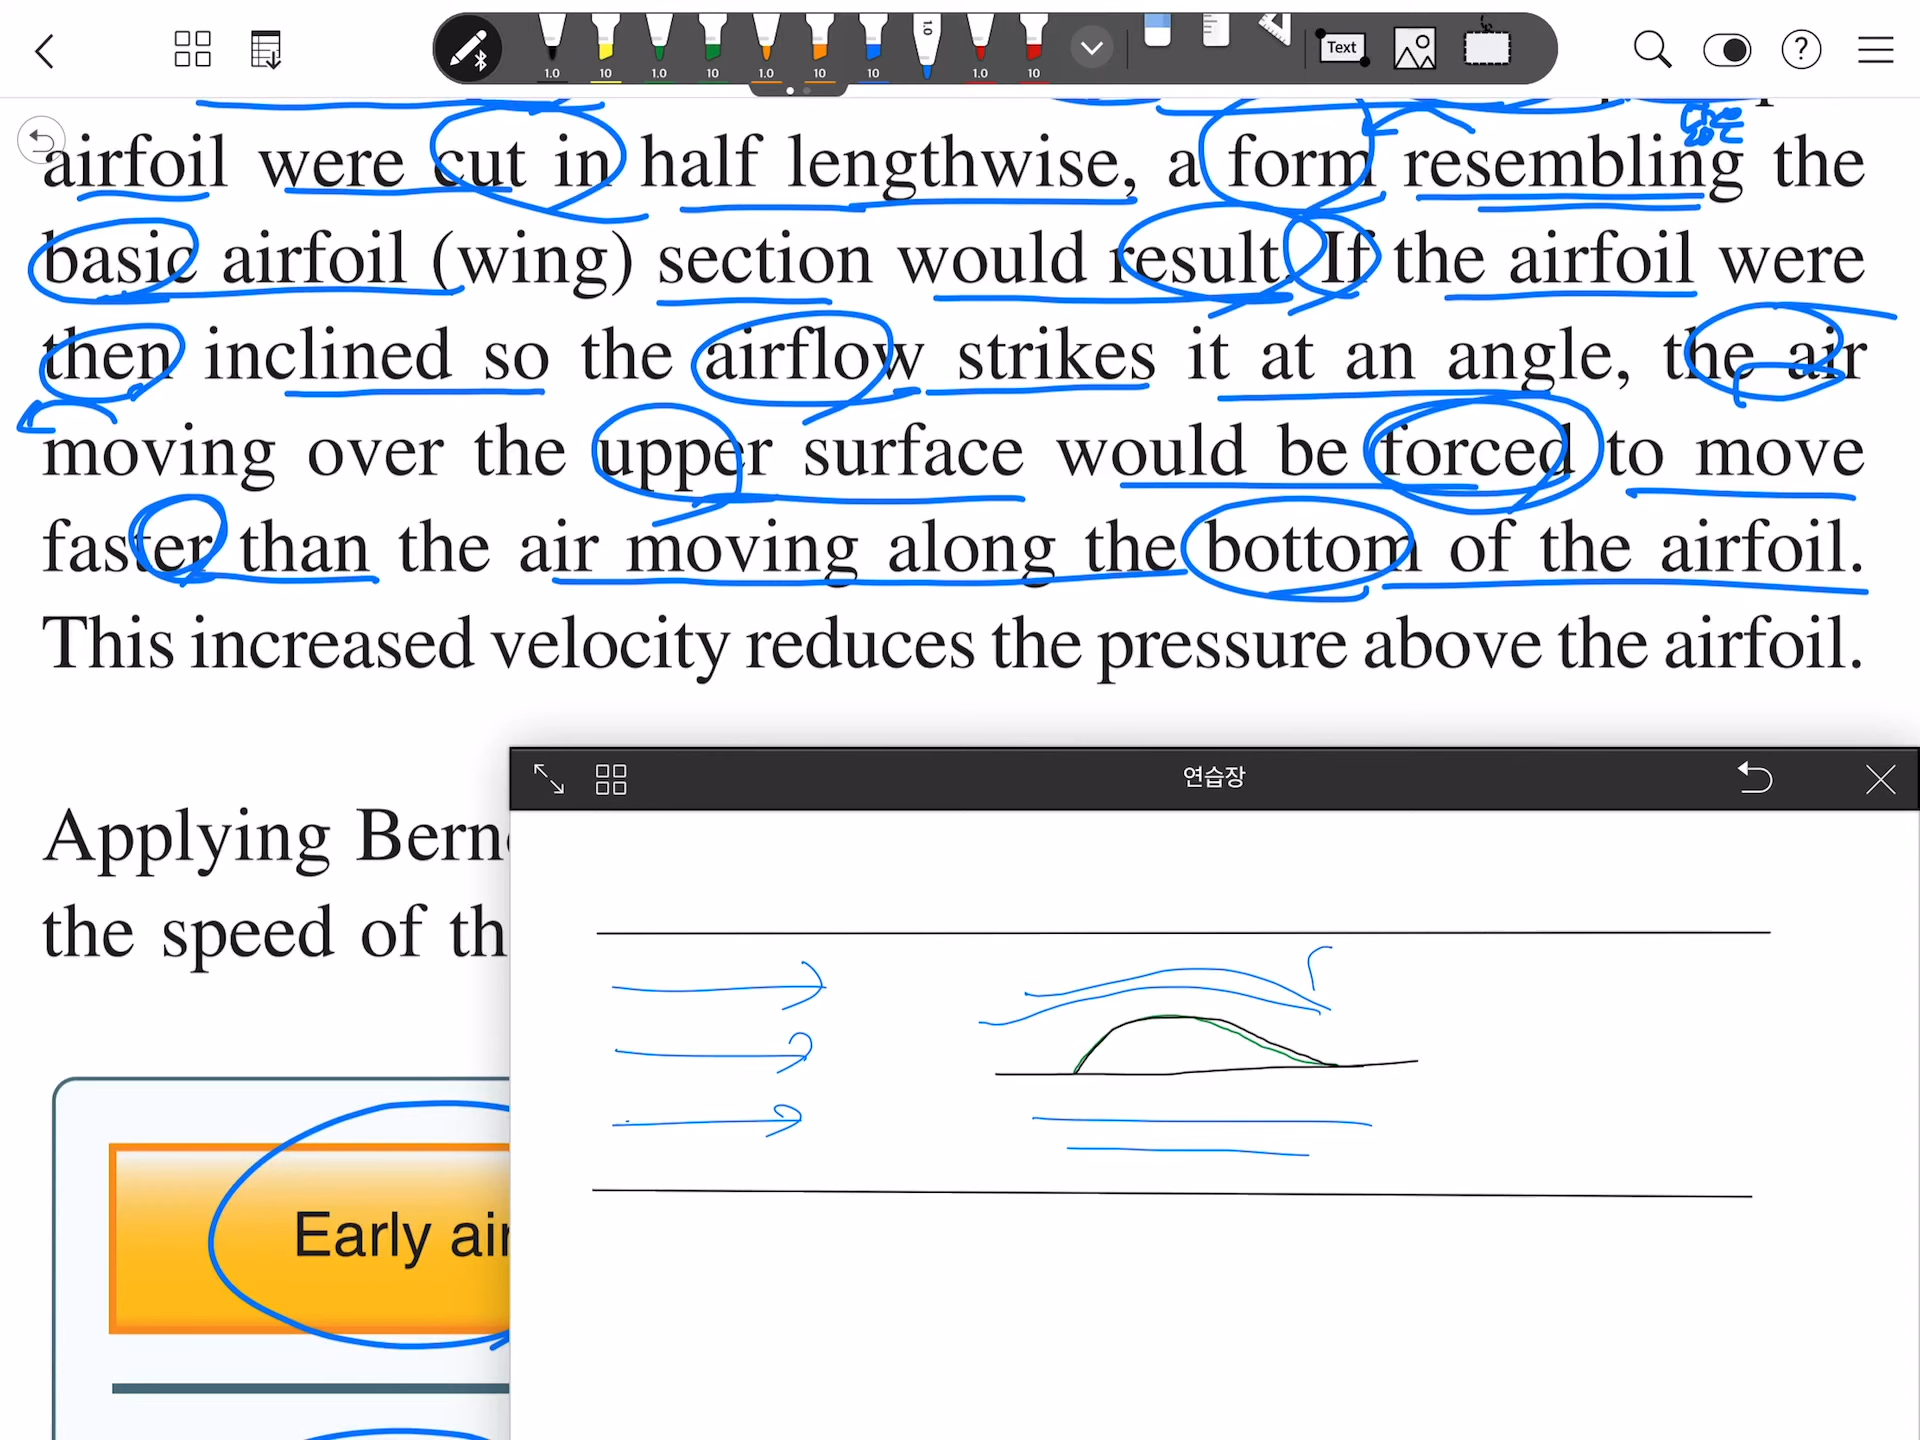 1.0 10 1.0 10 1.0 10 10 1.0 1.0 10 Text
airfoil were cut in half lengthwise, a form resembling the
basic airfoil (wing) section would result. If the airfoil were
then inclined so the airflow strikes it at an angle, the air
moving over the upper surface would be forced to move
faster than the air moving along the bottom of the airfoil.
This increased velocity reduces the pressure above the airfoil.
연습장
Applying Bern
the speed of th
Early air